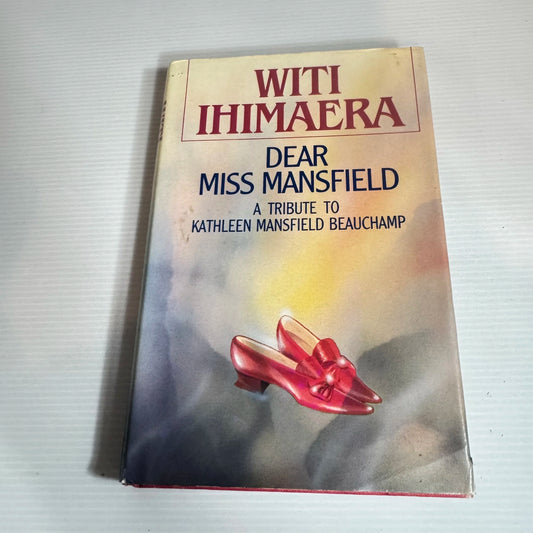 WITI
IHIMAERA
DEAR
MISS MANSFIELD
A TRIBUTE TO
KATHLEEN MANSFIELD BEAUCHAMP